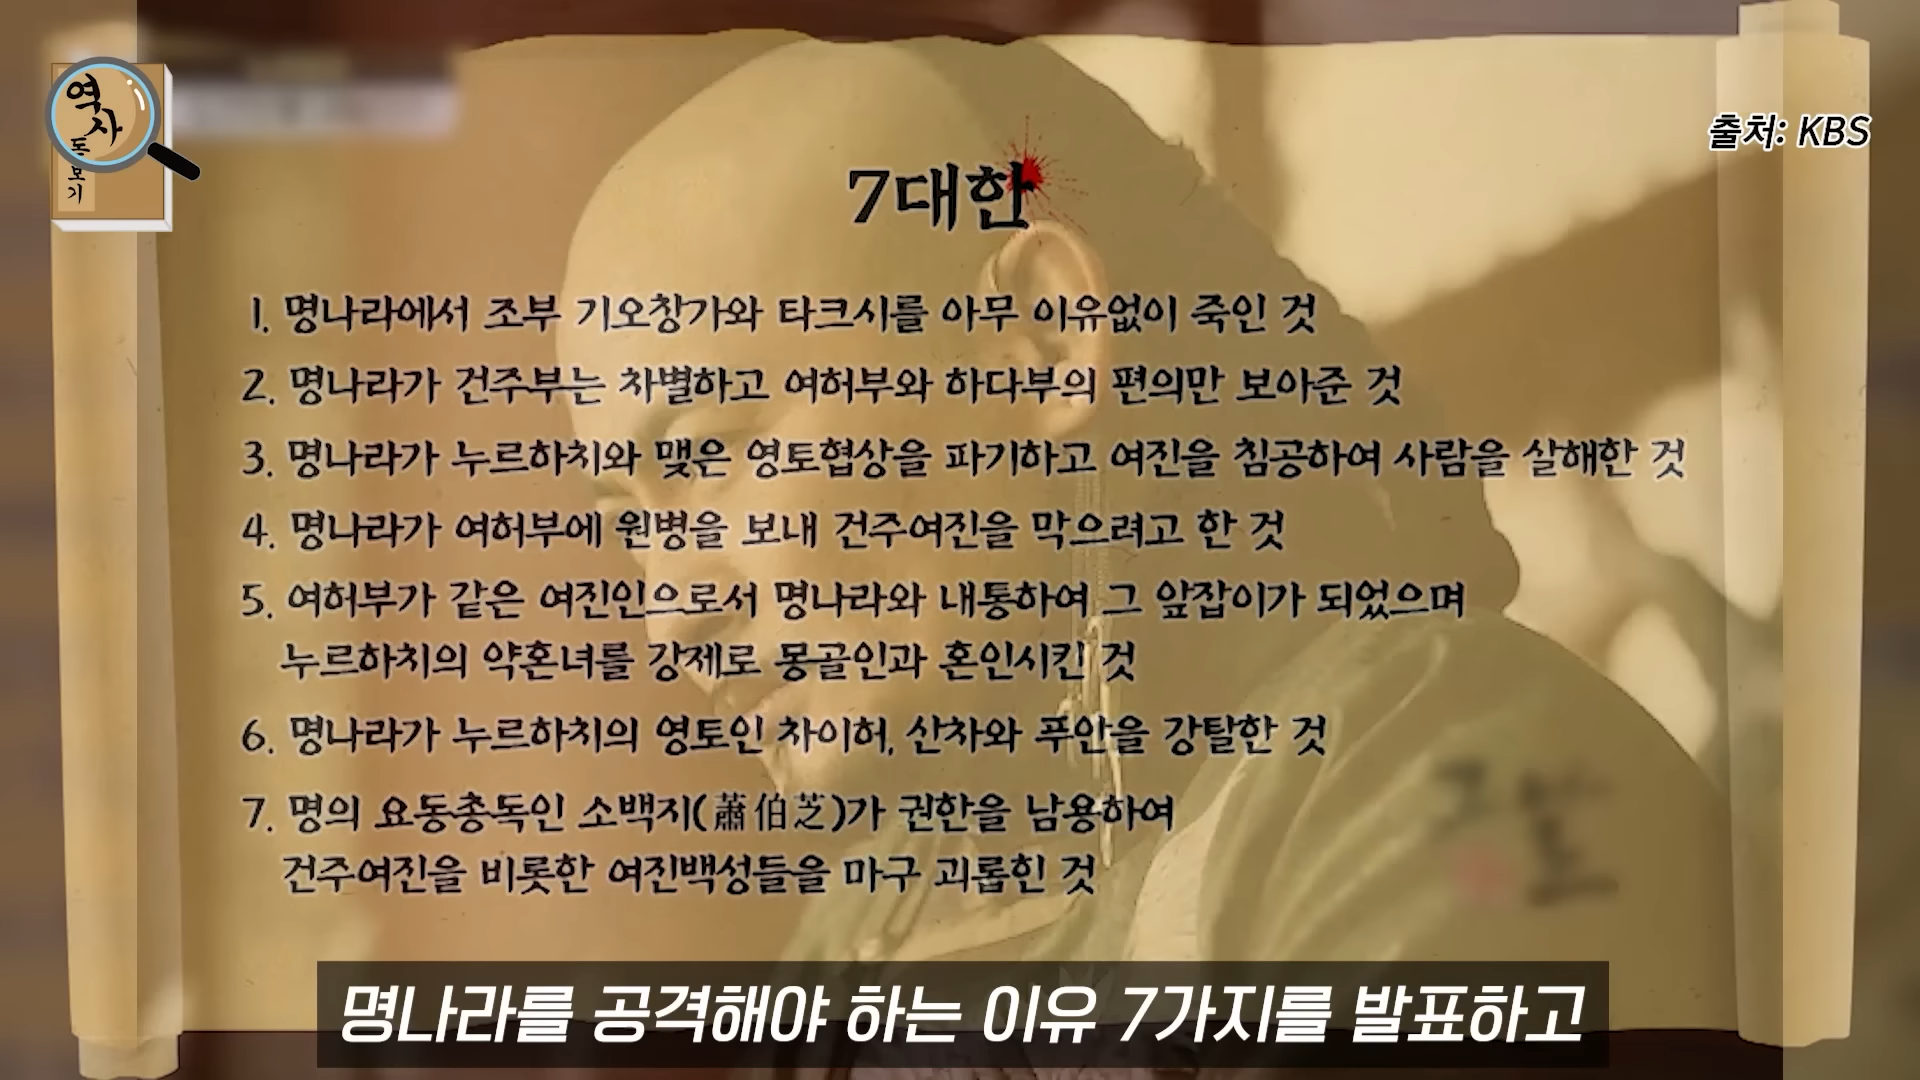 역사
돋보기
출처: KBS
7대한
1. 명나라에서 조부 기오창가와 타크시를 아무 이유없이 죽인 것
2. 명나라가 건주부는 차별하고 여허부와 하다부의 편의만 보아준 것
3. 명나라가 누르하치와 맺은 영토협상을 파기하고 여진을 침공하여 사람을 살해한 것
4. 명나라가 여허부에 원병을 보내 건주여진을 막으려고 한 것
5. 여허부가 같은 여진인으로서 명나라와 내통하여 그 앞잡이가 되었으며
누르하치의 약혼녀를 강제로 몽골인과 혼인시킨 것
6. 명나라가 누르하치의 영토인 차이허, 산차와 푸안을 강탈한 것
7. 명의 요동총독인 소백지(蕭伯芝)가 권한을 남용하여
건주여진을 비롯한 여진백성들을 마구 괴롭힌 것
명나라를 공격해야 하는 이유 7가지를 발표하고